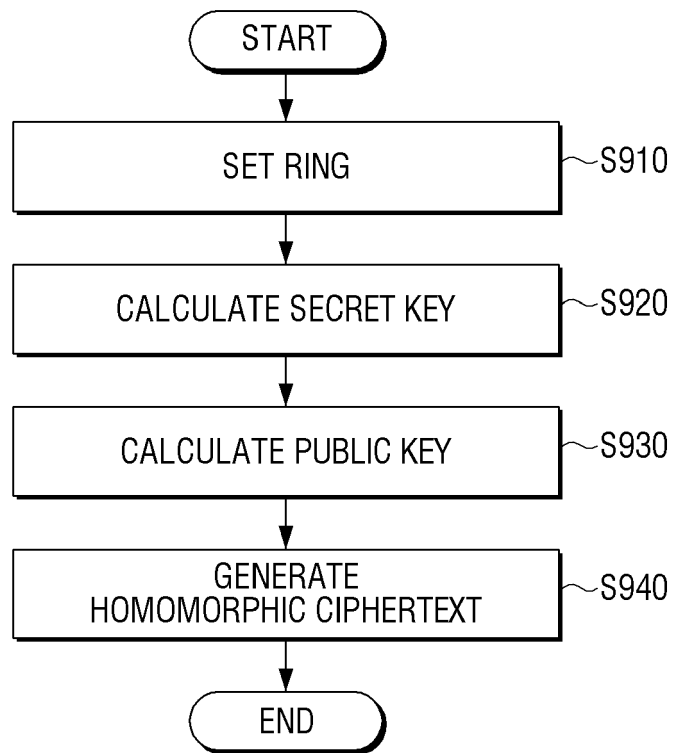 START
SET RING
S910
CALCULATE SECRET KEY
S920
CALCULATE PUBLIC KEY
S930
GENERATE
HOMOMORPHIC CIPHERTEXT
S940
END